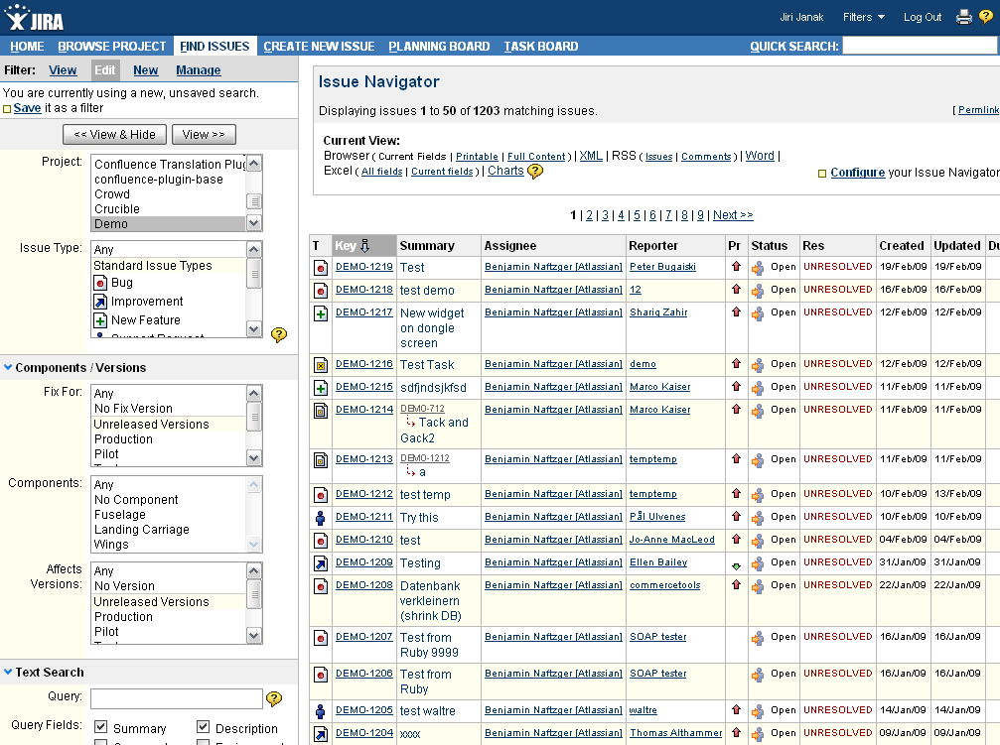 JIRA
Jiri Janak Filters Log Out
HOME BROWSE PROJECT FIND ISSUES CREATE NEW ISSUE PLANNING BOARD TASK BOARD QUICK SEARCH:
Filter: View Edit New Manage
You are currently using a new, unsaved search.
Save it as a filter
<< View & Hide View >>
Project:
Confluence Translation Plug
confluence-plugin-base
Crowd
Crucible
Demo
Issue Type:
Any
Standard Issue Types
Bug
Improvement
New Feature
Support Request
Components / Versions
Fix For:
Any
No Fix Version
Unreleased Versions
Production
Pilot
Components:
Any
No Component
Fuselage
Landing Carriage
Wings
Affects
Versions:
Any
No Version
Unreleased Versions
Production
Pilot
Text Search
Query:
Query Fields:
Summary Description
Issue Navigator
Displaying issues 1 to 50 of 1203 matching issues.
[ Permlink
Current View:
Browser ( Current Fields | Printable | Full Content ) | XML | RSS ( Issues | Comments ) | Word |
Excel ( All fields | Current fields ) | Charts
Configure your Issue Navigator
1 | 2 | 3 | 4 | 5 | 6 | 7 | 8 | 9 | Next >>
T Key Summary Assignee Reporter Pr Status Res Created Updated Du
DEMO-1219 Test Benjamin Naftzger [Atlassian] Peter Bugaiski Open UNRESOLVED 19/Feb/09 19/Feb/09
DEMO-1218 test demo Benjamin Naftzger [Atlassian] 12 Open UNRESOLVED 16/Feb/09 16/Feb/09
DEMO-1217 New widget Benjamin Naftzger [Atlassian] Shariq Zahir Open UNRESOLVED 12/Feb/09 12/Feb/09
on dongle
screen
DEMO-1216 Test Task Benjamin Naftzger [Atlassian] demo Open UNRESOLVED 12/Feb/09 12/Feb/09
DEMO-1215 sdfjndsjkfsd Benjamin Naftzger [Atlassian] Marco Kaiser Open UNRESOLVED 11/Feb/09 11/Feb/09
DEMO-1214 DEMO-712 Benjamin Naftzger [Atlassian] Marco Kaiser Open UNRESOLVED 11/Feb/09 11/Feb/09
Tack and
Gack2
DEMO-1213 DEMO-1212 Benjamin Naftzger [Atlassian] temptemp Open UNRESOLVED 11/Feb/09 11/Feb/09
a
DEMO-1212 test temp Benjamin Naftzger [Atlassian] temptemp Open UNRESOLVED 10/Feb/09 13/Feb/09
DEMO-1211 Try this Benjamin Naftzger [Atlassian] Pål Ulvenes Open UNRESOLVED 10/Feb/09 10/Feb/09
DEMO-1210 test Benjamin Naftzger [Atlassian] Jo-Anne MacLeod Open UNRESOLVED 04/Feb/09 04/Feb/09
DEMO-1209 Testing Benjamin Naftzger [Atlassian] Ellen Bailey Open UNRESOLVED 31/Jan/09 31/Jan/09
DEMO-1208 Datenbank Benjamin Naftzger [Atlassian] commercetools Open UNRESOLVED 22/Jan/09 22/Jan/09
verkleinern
(shrink DB)
DEMO-1207 Test from Benjamin Naftzger [Atlassian] SOAP tester Open UNRESOLVED 16/Jan/09 16/Jan/09
Ruby 9999
DEMO-1206 Test from Benjamin Naftzger [Atlassian] SOAP tester Open UNRESOLVED 16/Jan/09 16/Jan/09
Ruby
DEMO-1205 test waltre Benjamin Naftzger [Atlassian] waltre Open UNRESOLVED 14/Jan/09 14/Jan/09
DEMO-1204 xxxx Benjamin Naftzger [Atlassian] Thomas Althammer Open UNRESOLVED 09/Jan/09 09/Jan/09